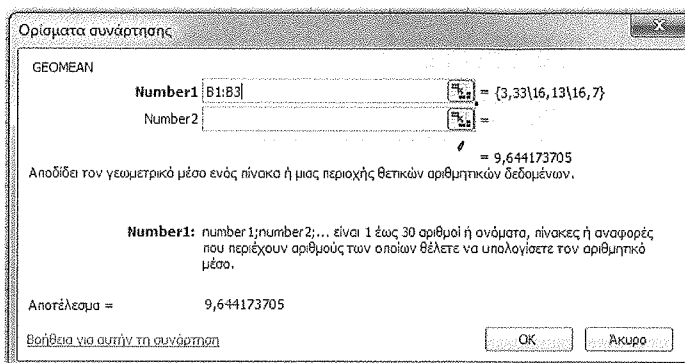 Ορίσματα συνάρτησης
GEOMEAN
Number1 B1:B3 = {3,33\16,13\16,7}
Number2 =
= 9,644173705
Αποδίδει τον γεωμετρικό μέσο ενός πίνακα ή μιας περιοχής θετικών αριθμητικών δεδομένων.
Number1: number1;number2;... είναι 1 έως 30 αριθμοί ή ονόματα, πίνακες ή αναφορές
που περιέχουν αριθμούς των οποίων θέλετε να υπολογίσετε τον αριθμητικό
μέσο.
Αποτέλεσμα = 9,644173705
Βοήθεια για αυτήν τη συνάρτηση OK Άκυρο